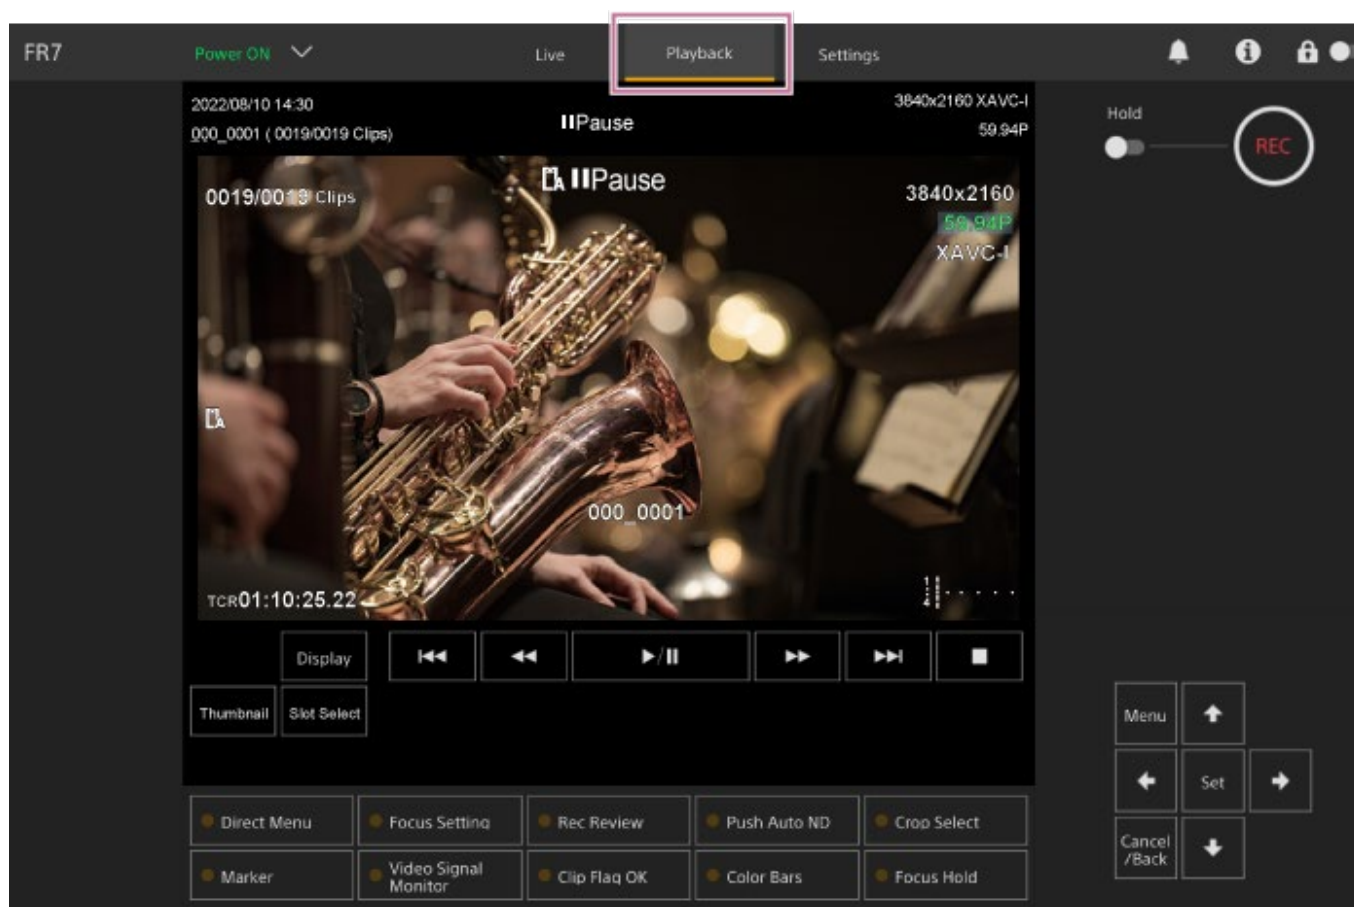 FR7 Power ON Live Playback Settings
2022/08/10 14:30
3840x2160 XAVC-I
000_0001 ( 0019/0019 Clips)
Pause
59.94P
Hold
REC
0019/0019 Clips
Pause
3840x2160
59.94P
XAVC-I
000_0001
TCR01:10:25.22
Display
Thumbnail Slot Select
Menu
Set
Cancel
/Back
Direct Menu Focus Setting Rec Review Push Auto ND Crop Select
Marker Video Signal
Monitor Clip Flag OK Color Bars Focus Hold